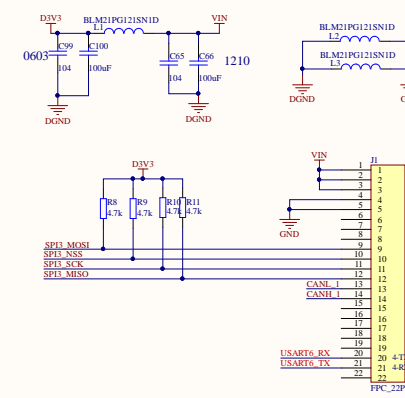 D3V3
BLM21PG121SN1D
VIN
L1
BLM21PG121SN1D
L2
BLM21PG121SN1D
L3
0603
C99
104
C100
100uF
C65
104
C66
100uF
1210
DGND
DGND
DGND
D3V3
R8
4.7k
R9
4.7k
R10
4.7k
R11
4.7k
SPI3_MOSI
SPI3_NSS
SPI3_SCK
SPI3_MISO
VIN
GND
CANL_1
CANH_1
USART6_RX
USART6_TX
J1
1 1
2 2
3 3
4 4
5 5
6 6
7 7
8 8
9 9
10 10
11 11
12 12
13 13
14 14
15 15
16 16
17 17
18 18
19 19
20 20
21 21
22 22
FPC_22P